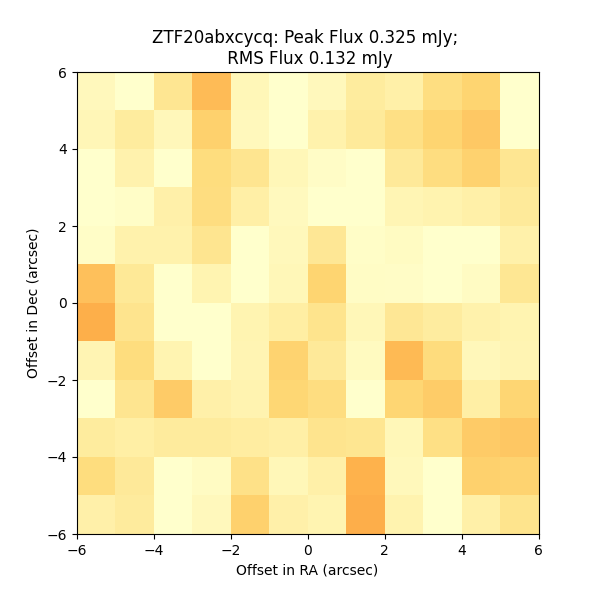 ZTF20abxcycq: Peak Flux 0.325 mJy;
RMS Flux 0.132 mJy
6
4
2
0
−2
−4
−6
Offset in Dec (arcsec)
−6 −4 −2 0 2 4 6
Offset in RA (arcsec)